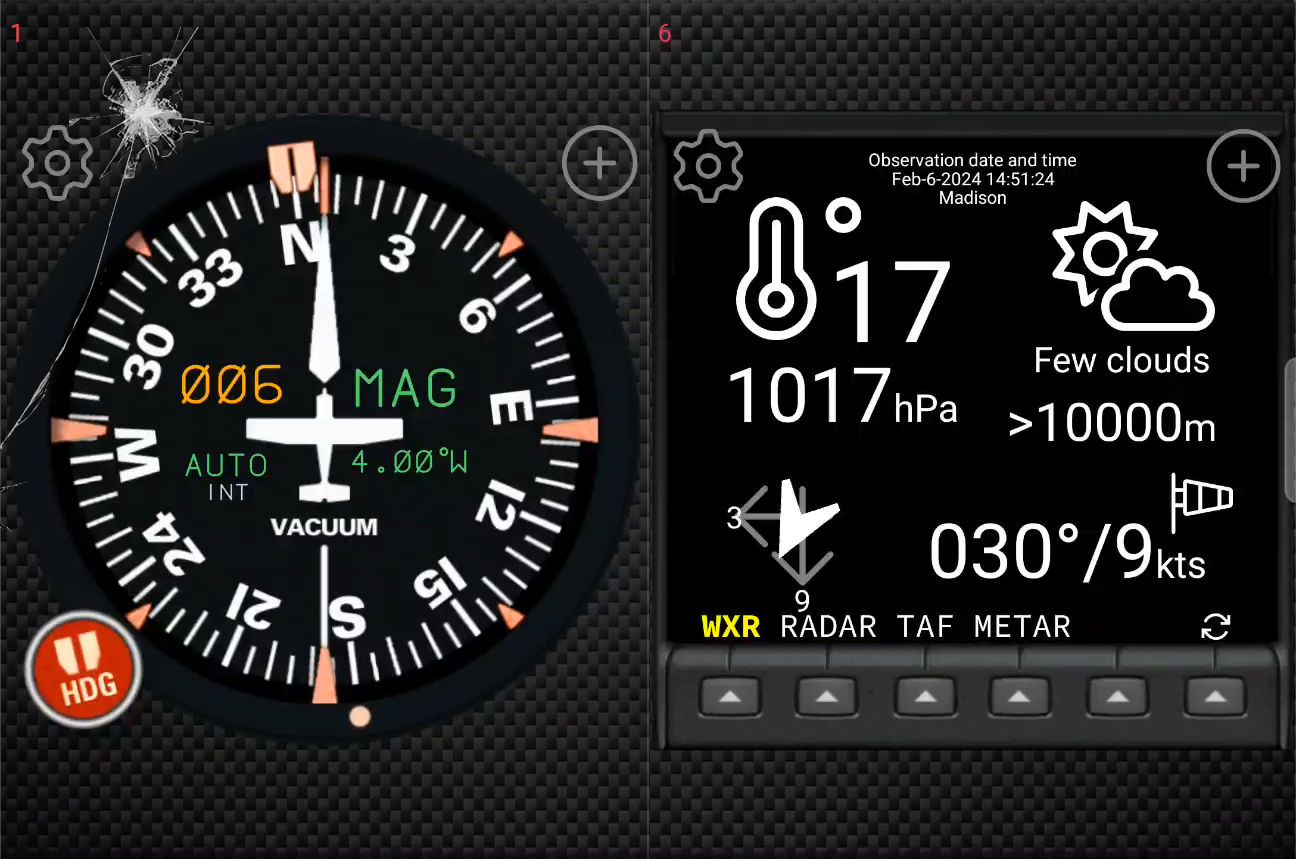 1
N
3
6
E
12
15
S
21
24
W
30
33
006 MAG
AUTO 4.00°W
INT
VACUUM
HDG
6
Observation date and time
Feb-6-2024 14:51:24
Madison
°17
1017hPa
Few clouds
>10000m
3
9
030°/9kts
WXR RADAR TAF METAR